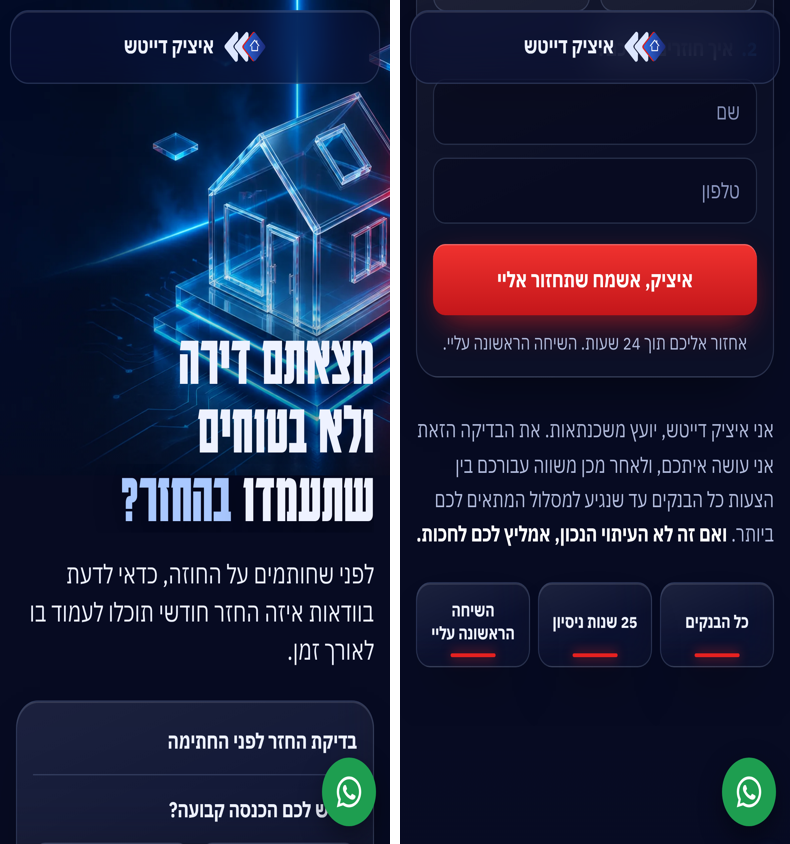 איציק דייטש
מצאתם דירה
ולא בטוחים
שתעמדו בהחזר?
לפני שחותמים על החוזה, כדאי לדעת
בוודאות איזה החזר חודשי תוכלו לעמוד בו
לאורך זמן.
בדיקת החזר לפני החתימה
לכם הכנסה קבועה?
איציק דייטש
2. איך
שם
טלפון
איציק, אשמח שתחזור אליי
אחזור אליכם תוך 24 שעות. השיחה הראשונה עליי.
אני איציק דייטש, יועץ משכנתאות. את הבדיקה הזאת
אני עושה איתכם, ולאחר מכן משווה עבורכם בין
הצעות כל הבנקים עד שנגיע למסלול המתאים לכם
ביותר. ואם זה לא העיתוי הנכון, אמליץ לכם לחכות.
כל הבנקים
25 שנות ניסיון
השיחה
הראשונה עליי